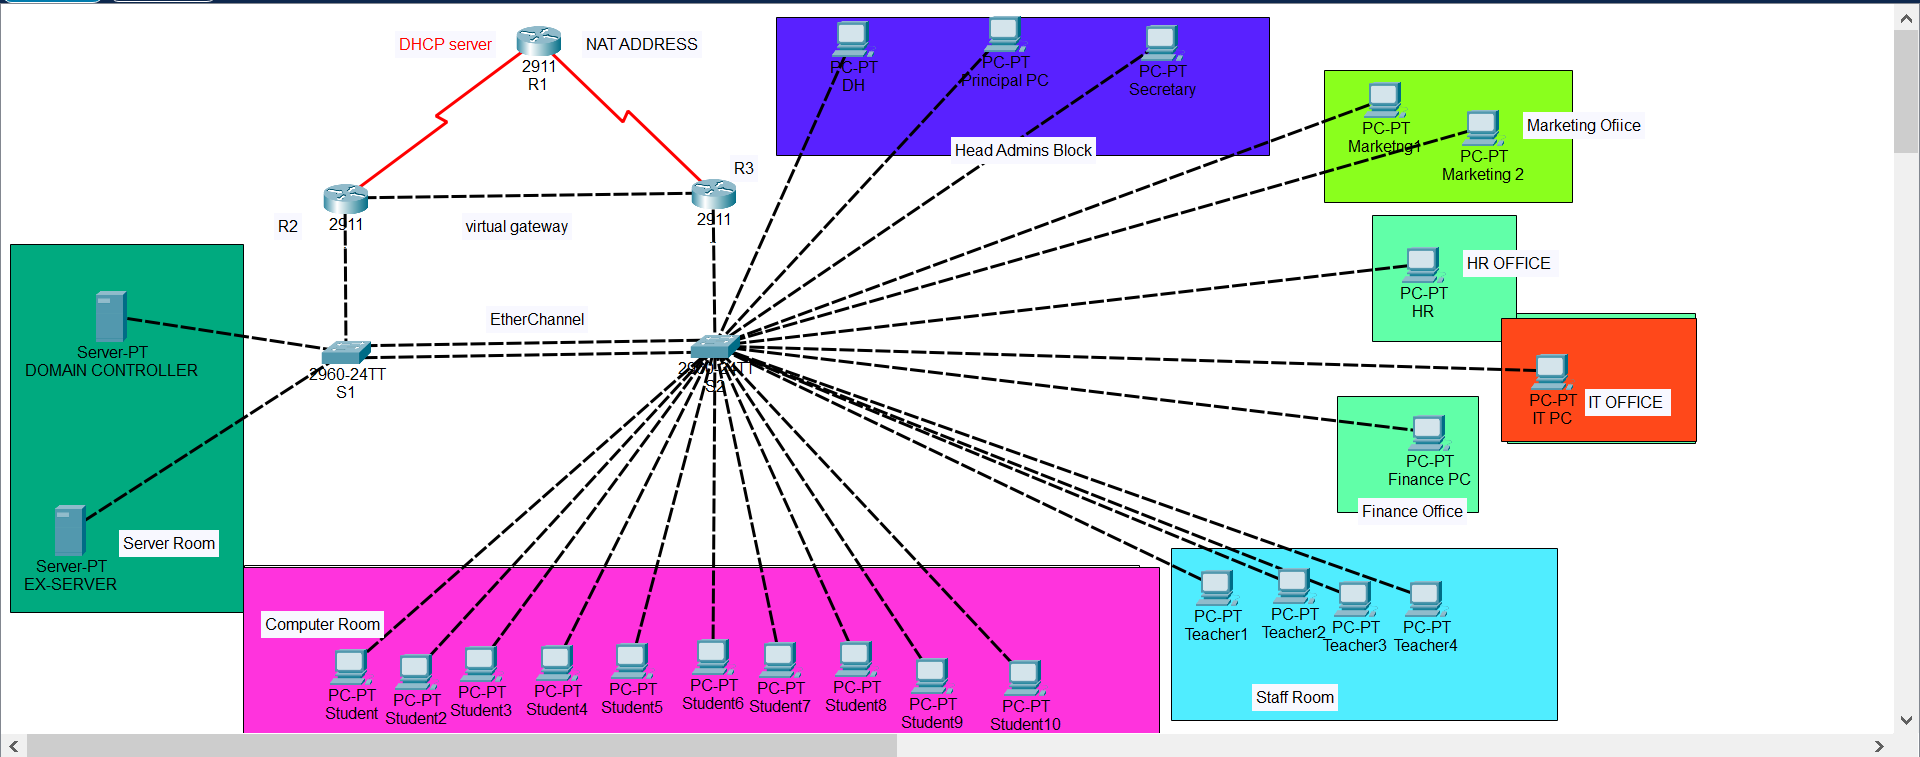 DHCP server
NAT ADDRESS
2911
R1
R3
R2
2911
virtual gateway
2911
EtherChannel
PC-PT
DH
PC-PT
Principal PC
PC-PT
Secretary
Head Admins Block
PC-PT
Marketng1
PC-PT
Marketing 2
Marketing Ofiice
PC-PT
HR
HR OFFICE
PC-PT
IT PC
IT OFFICE
PC-PT
Finance PC
Finance Office
Server-PT
DOMAIN CONTROLLER
2960-24TT
S1
2960-24TT
S2
Server-PT
EX-SERVER
Server Room
Computer Room
PC-PT
Student
PC-PT
Student2
PC-PT
Student3
PC-PT
Student4
PC-PT
Student5
PC-PT
Student6
PC-PT
Student7
PC-PT
Student8
PC-PT
Student9
PC-PT
Student10
PC-PT
Teacher1
PC-PT
Teacher2
PC-PT
Teacher3
PC-PT
Teacher4
Staff Room